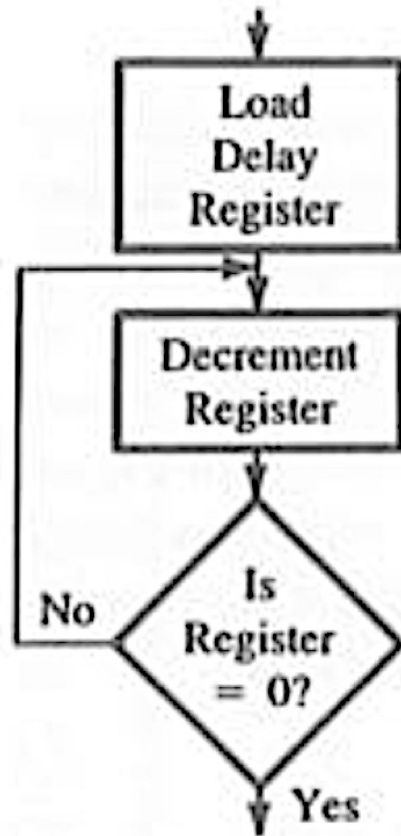 Load
Delay
Register
Decrement
Register
Is
Register
= 0?
No
Yes